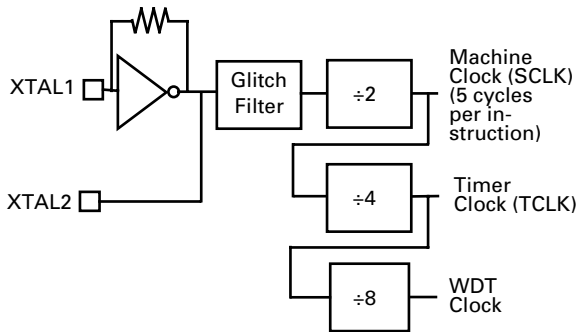 XTAL1
Glitch
Filter
÷2
Machine
Clock (SCLK)
(5 cycles
per in-
struction)
XTAL2
÷4
Timer
Clock (TCLK)
÷8
WDT
Clock